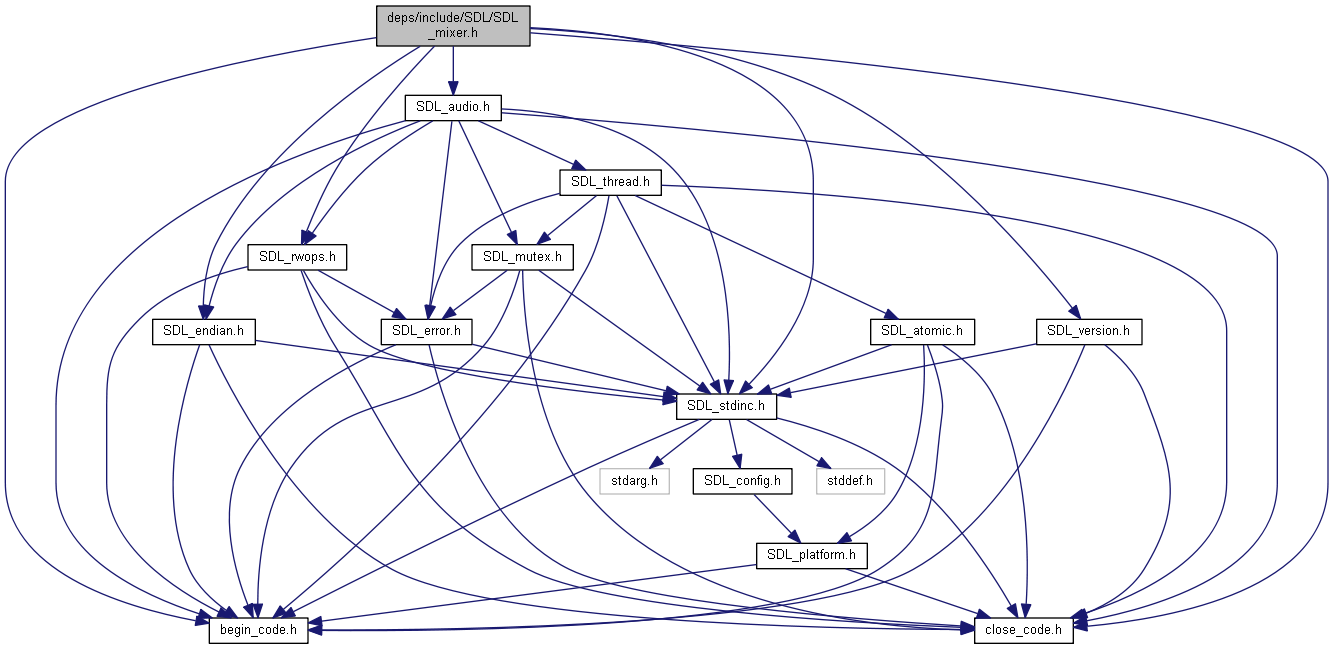 deps/include/SDL/SDL
_mixer.h
SDL_audio.h
SDL_thread.h
SDL_rwops.h
SDL_mutex.h
SDL_endian.h
SDL_error.h
SDL_atomic.h
SDL_version.h
SDL_stdinc.h
stdarg.h
SDL_config.h
stddef.h
SDL_platform.h
begin_code.h
close_code.h